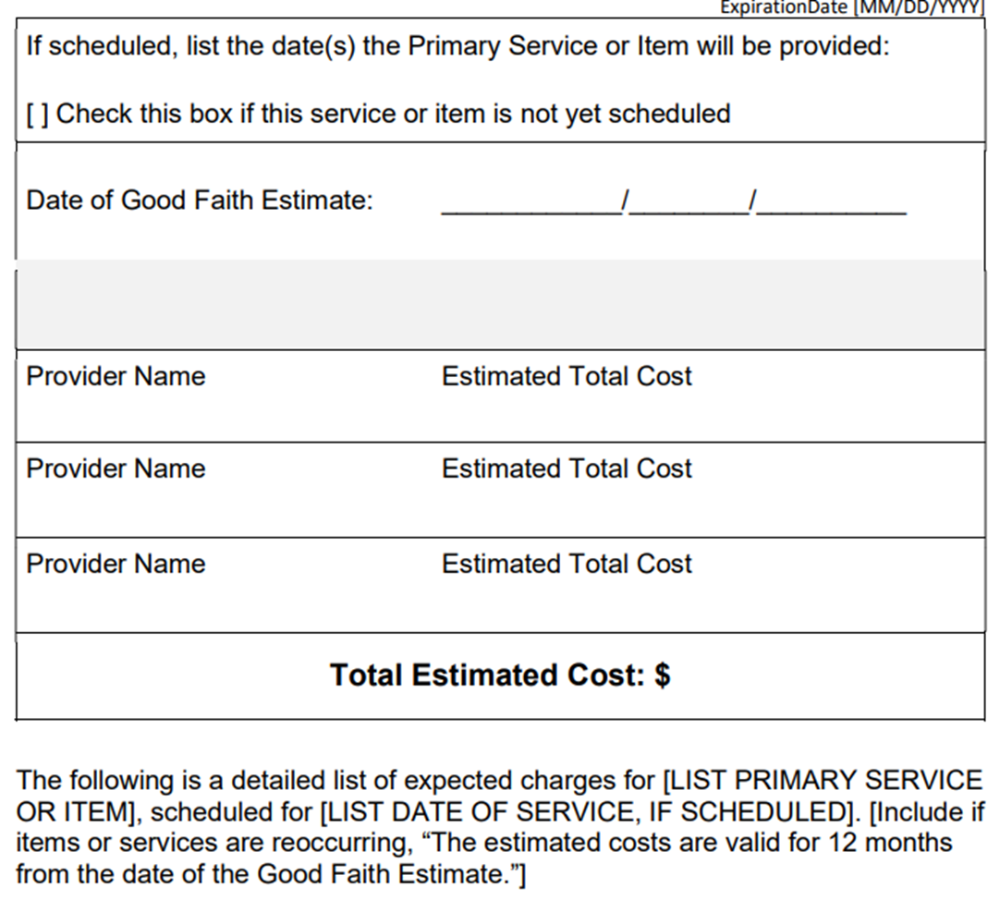 ExpirationDate [MM/DD/YYYY]
If scheduled, list the date(s) the Primary Service or Item will be provided:
[ ] Check this box if this service or item is not yet scheduled
Date of Good Faith Estimate: ____________/________/__________
Provider Name Estimated Total Cost
Provider Name Estimated Total Cost
Provider Name Estimated Total Cost
Total Estimated Cost: $
The following is a detailed list of expected charges for [LIST PRIMARY SERVICE
OR ITEM], scheduled for [LIST DATE OF SERVICE, IF SCHEDULED]. [Include if
items or services are reoccurring, “The estimated costs are valid for 12 months
from the date of the Good Faith Estimate.”]